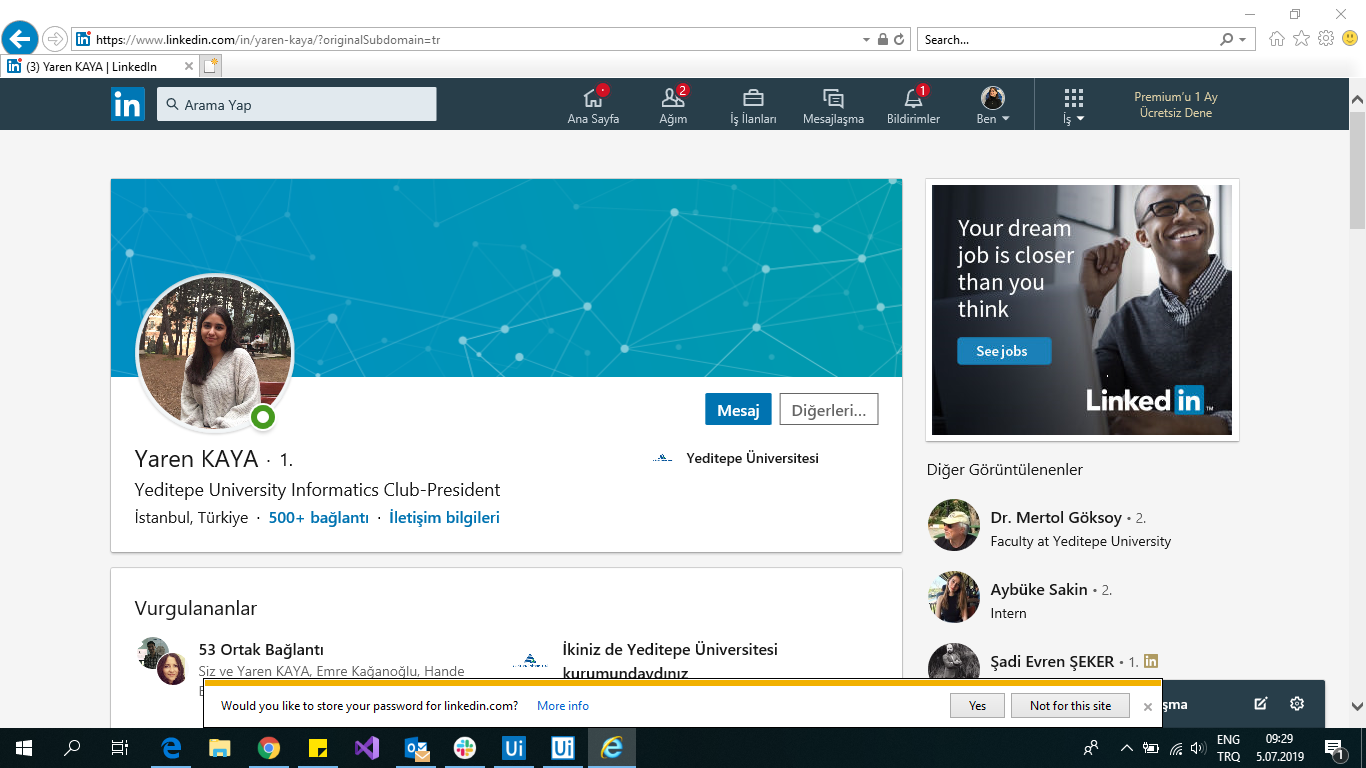 https://www.linkedin.com/in/yaren-kaya/?originalSubdomain=tr
Search...
(3) Yaren KAYA | LinkedIn
in
Arama Yap
2
1
Ana Sayfa
Ağım
İş İlanları
Mesajlaşma
Bildirimler
Ben
İş
Premium'u 1 Ay
Ücretsiz Dene
Your dream
job is closer
than you
think
See jobs
Linked in™
Mesaj
Diğerleri...
Yaren KAYA · 1.
Yeditepe Üniversitesi
Yeditepe University Informatics Club-President
İstanbul, Türkiye · 500+ bağlantı · İletişim bilgileri
Diğer Görüntülenenler
Dr. Mertol Göksoy • 2.
Faculty at Yeditepe University
Aybüke Sakin • 2.
Intern
Şadi Evren ŞEKER • 1. in
Vurgulananlar
53 Ortak Bağlantı
Siz ve Yaren KAYA, Emre Kağanoğlu, Hande
İkiniz de Yeditepe Üniversitesi
kurumundaydınız
Would you like to store your password for linkedin.com?
More info
Yes
Not for this site
ENG
TRQ
09:29
5.07.2019
1